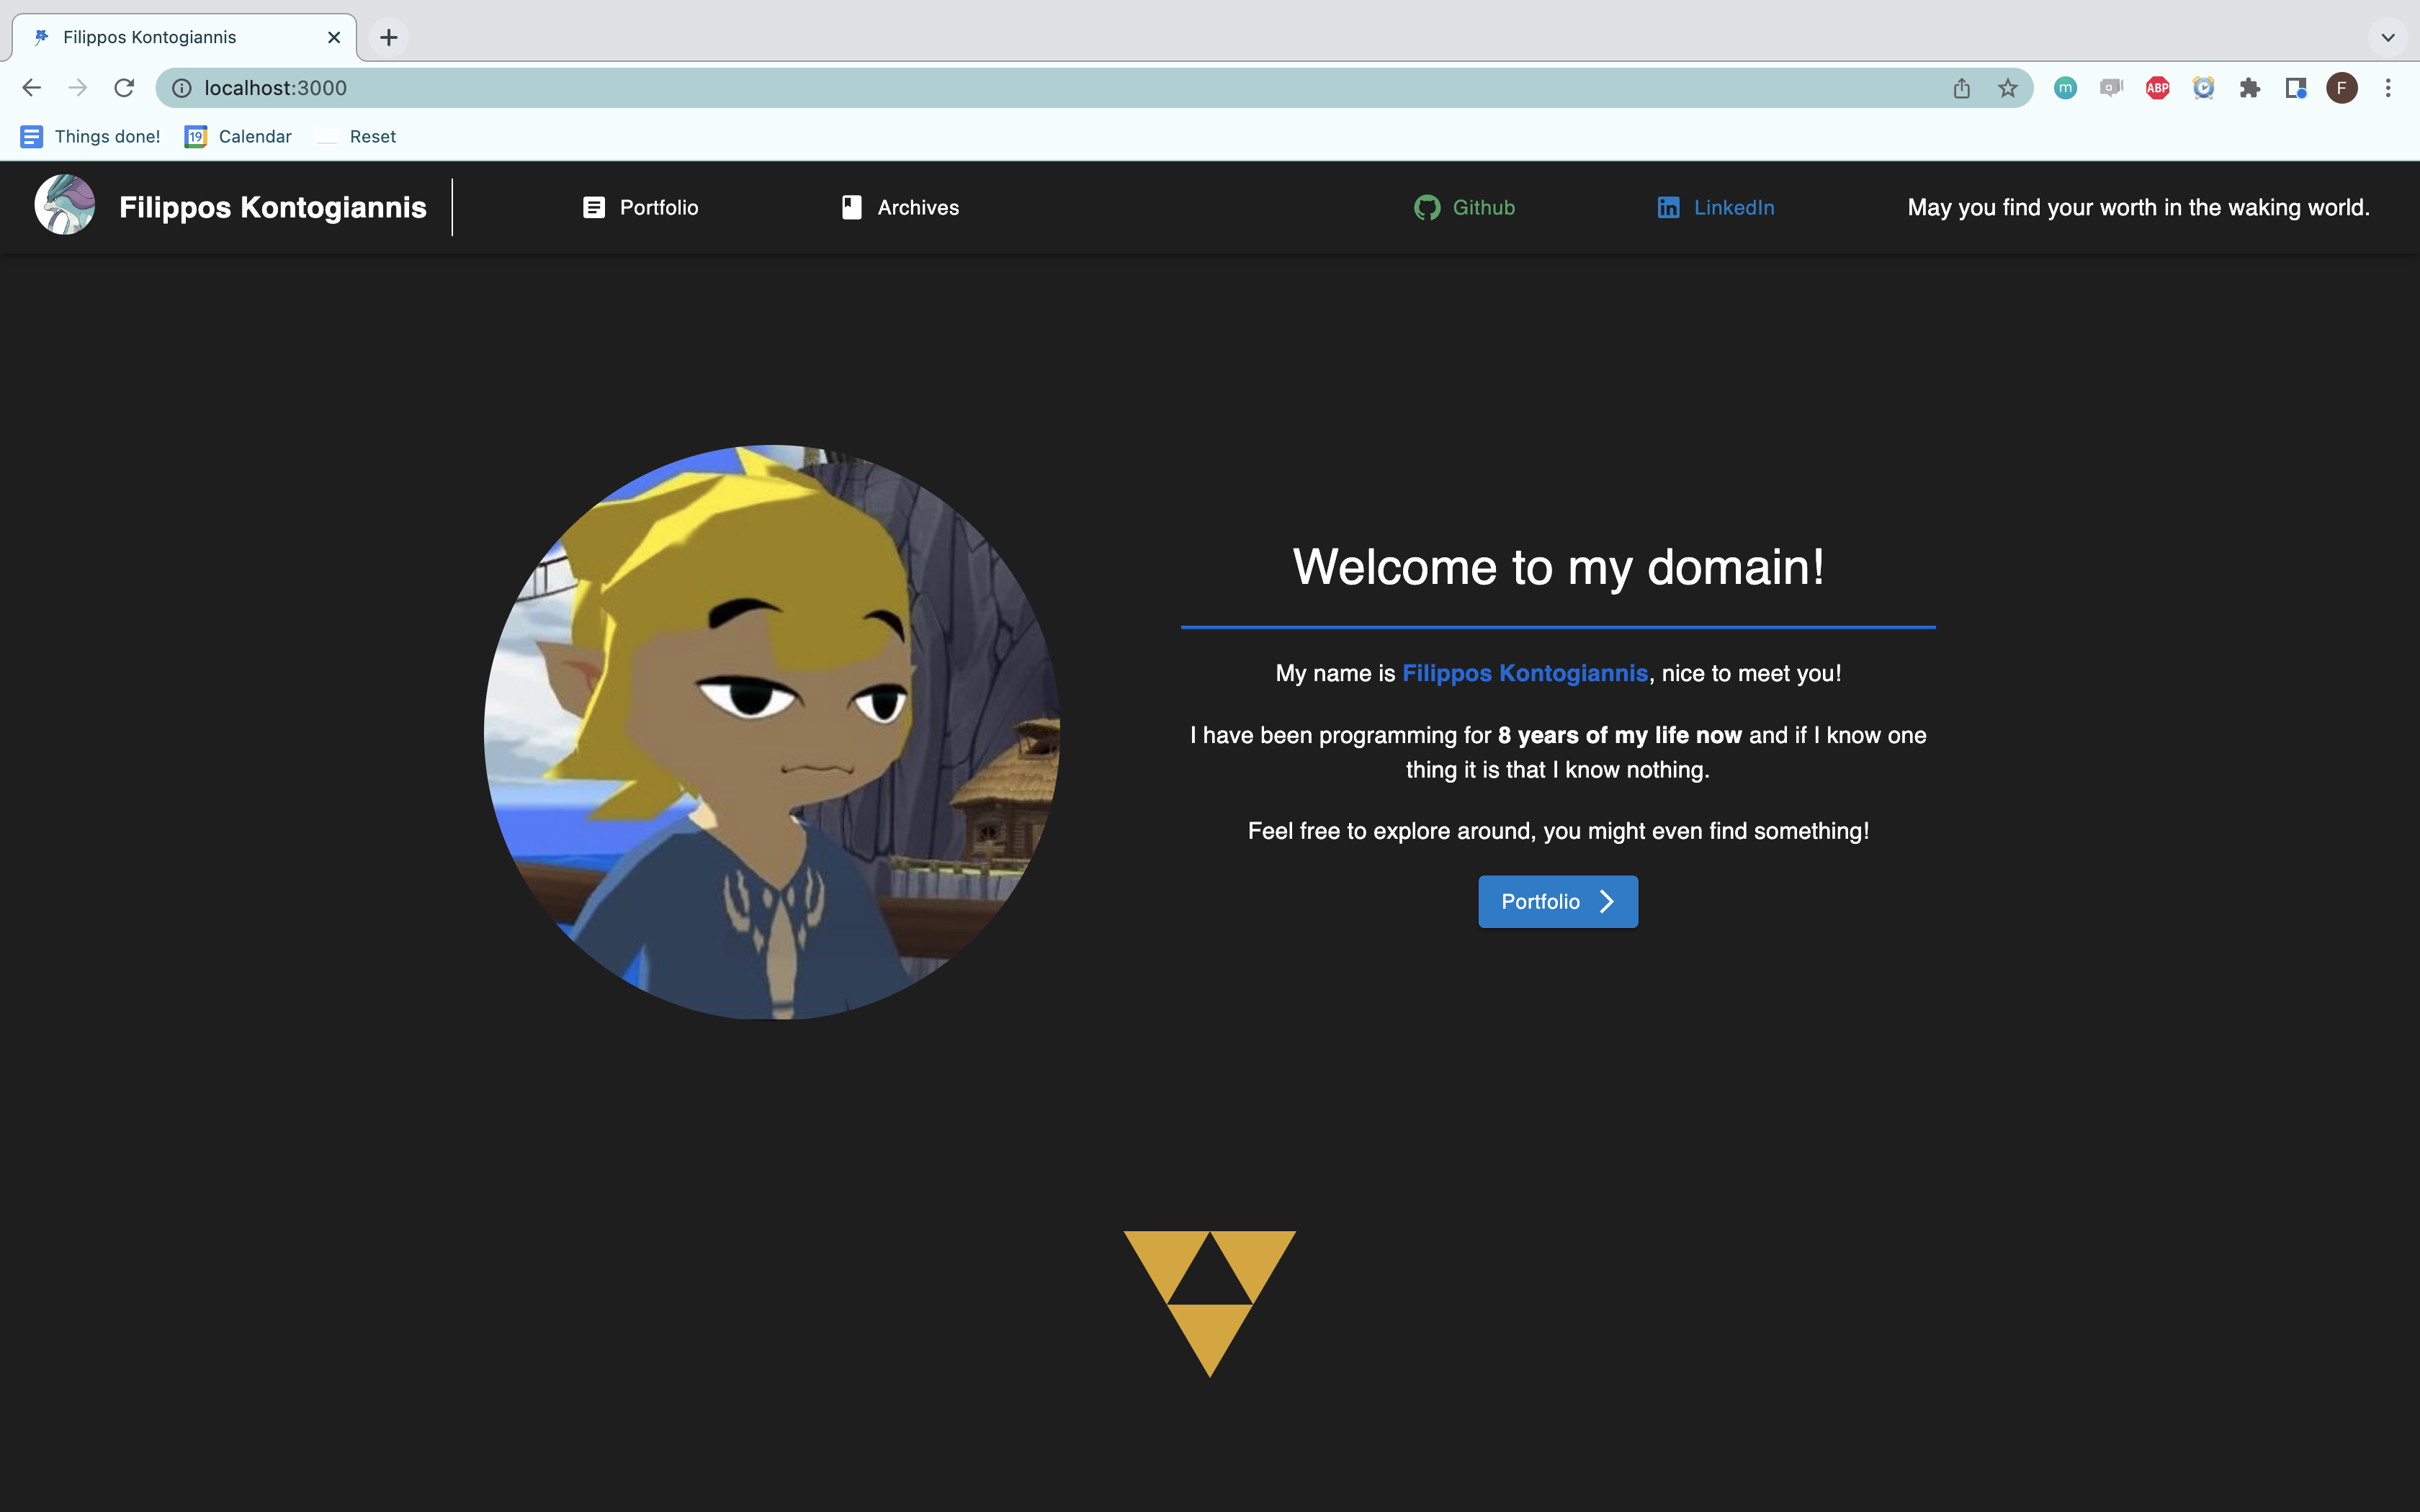 Filippos Kontogiannis
localhost:3000
m
a
ABP
F
Things done!
19
Calendar
Reset
Filippos Kontogiannis
Portfolio
Archives
Github
in
LinkedIn
May you find your worth in the waking world.
Welcome to my domain!
My name is Filippos Kontogiannis, nice to meet you!
I have been programming for 8 years of my life now and if I know one
thing it is that I know nothing.
Feel free to explore around, you might even find something!
Portfolio